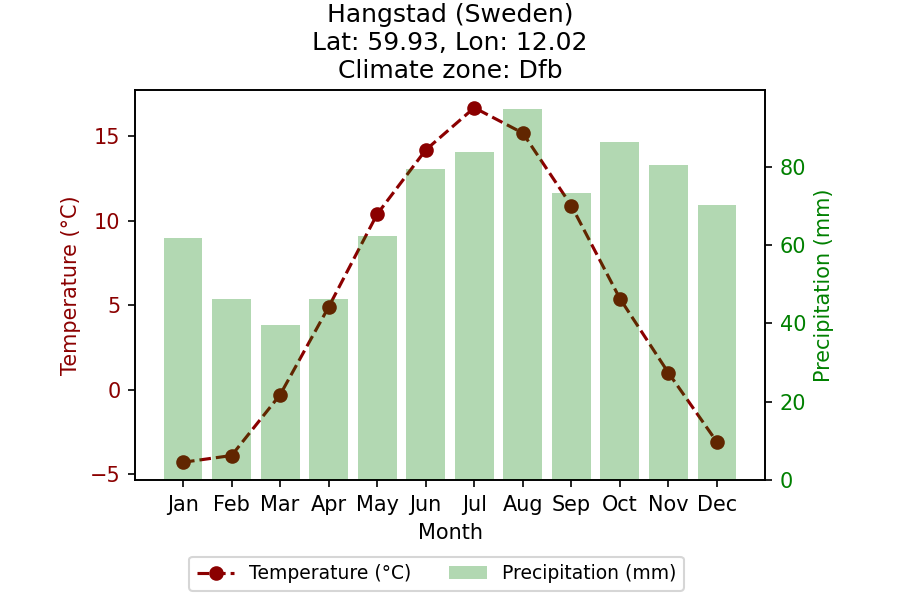 Hangstad (Sweden)
Lat: 59.93, Lon: 12.02
Climate zone: Dfb
Temperature (°C)
15
10
5
0
−5
80
60
40
20
0
Precipitation (mm)
Jan Feb Mar Apr May Jun Jul Aug Sep Oct Nov Dec
Month
Temperature (°C) Precipitation (mm)